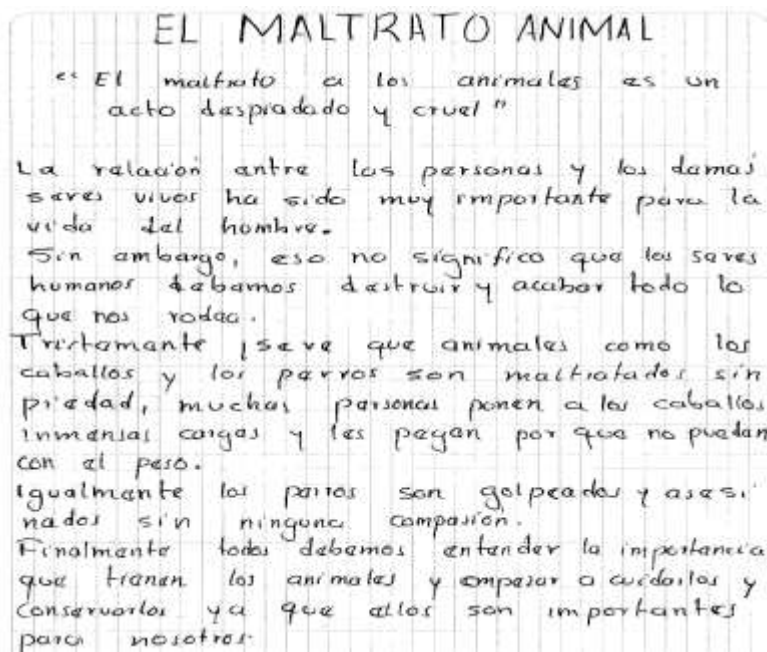 EL MALTRATO ANIMAL
"El maltrato a los animales es un
acto despiadado y cruel"
La relación entre las personas y los demas
seres vivos ha sido muy importante para la
vida del hombre.
Sin embargo, eso no significa que los seres
humanos debemos destruir y acabar todo lo
que nos rodea.
Tristemente, se ve que animales como los
caballos y los perros son maltratados sin
piedad, muchas personas ponen a los caballos
inmensas cargas y les pegan por que no puedan
con el peso.
Igualmente los perros son golpeados y asesi
nados sin ninguna compasión.
Finalmente todos debemos entender la importancia
que tienen los animales y empesar a cuidarlos y
conservarlos ya que ellos son importantes
para nosotros.